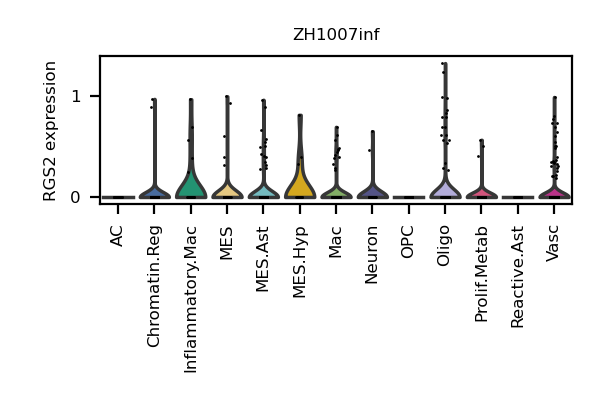 ZH1007inf
RGS2 expression
1
0
AC
Chromatin.Reg
Inflammatory.Mac
MES
MES.Ast
MES.Hyp
Mac
Neuron
OPC
Oligo
Prolif.Metab
Reactive.Ast
Vasc